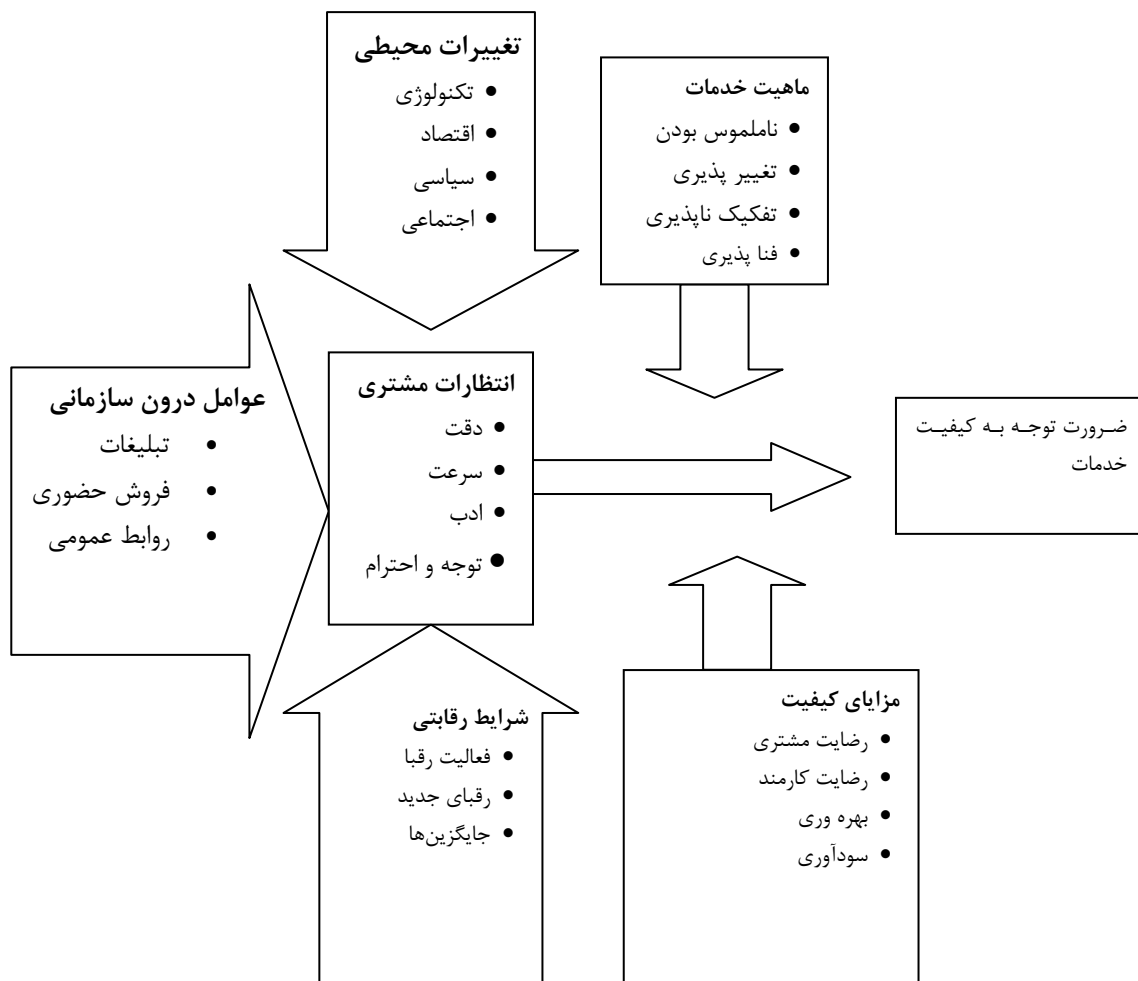 تغییرات محیطی
• تکنولوژی
• اقتصاد
• سیاسی
• اجتماعی
ماهیت خدمات
• ناملموس بودن
• تغییر پذیری
• تفکیک ناپذیری
• فنا پذیری
عوامل درون سازمانی
• تبلیغات
• فروش حضوری
• روابط عمومی
انتظارات مشتری
• دقت
• سرعت
• ادب
• توجه و احترام
ضرورت توجه به کیفیت
خدمات
شرایط رقابتی
• فعالیت رقبا
• رقبای جدید
• جایگزین‌ها
مزایای کیفیت
• رضایت مشتری
• رضایت کارمند
• بهره وری
• سودآوری